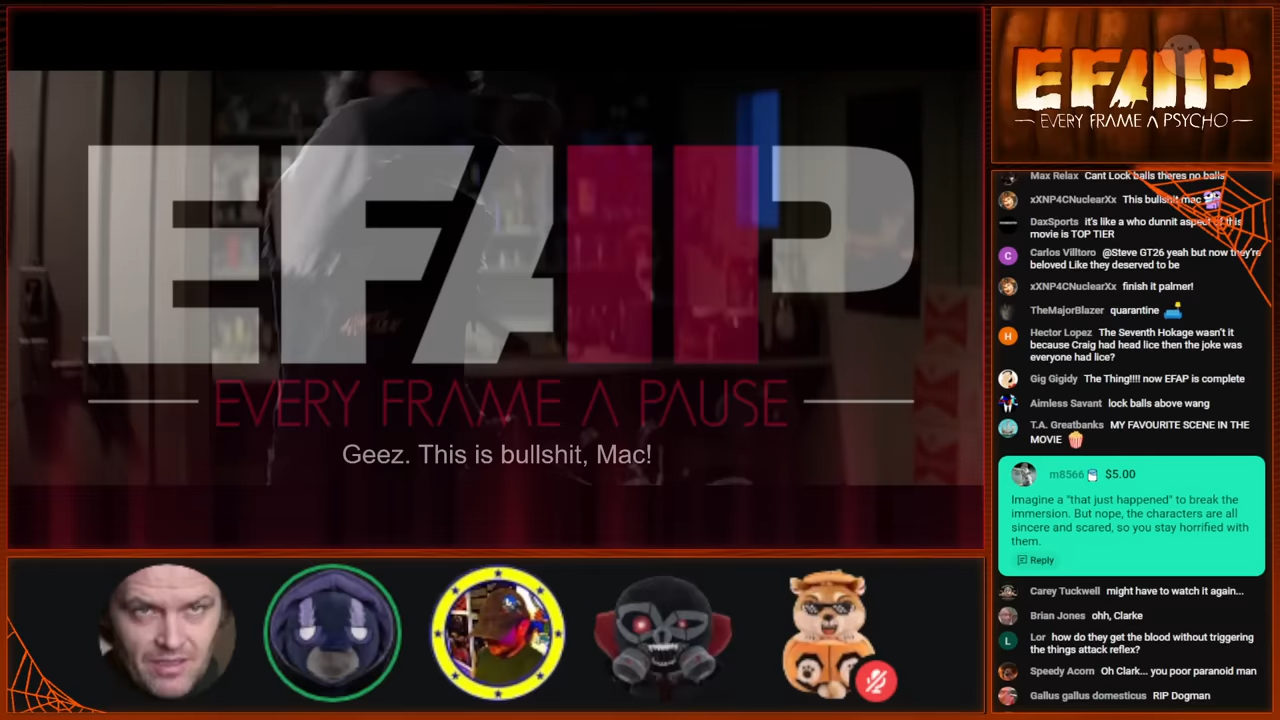 EFAP
EVERY FRAME A PAUSE
Geez. This is bullshit, Mac!
EFAP
EVERY FRAME A PSYCHO
Max Relax Cant Lock balls theres no balls
xXNP4CNuclearXx This bullshit mac
DaxSports it's like a who dunnit aspect of this
movie is TOP TIER
C
Carlos Villtoro @Steve GT26 yeah but now they're
beloved Like they deserved to be
xXNP4CNuclearXx finish it palmer!
TheMajorBlazer quarantine
H
Hector Lopez The Seventh Hokage wasn't it
because Craig had head lice then the joke was
everyone had lice?
Gig Gigidy The Thing!!!! now EFAP is complete
Aimless Savant lock balls above wang
T.A. Greatbanks MY FAVOURITE SCENE IN THE
MOVIE
m8566 $5.00
Imagine a "that just happened" to break the
immersion. But nope, the characters are all
sincere and scared, so you stay horrified with
them.
Reply
Carey Tuckwell might have to watch it again...
Brian Jones ohh, Clarke
L
Lor how do they get the blood without triggering
the things attack reflex?
Speedy Acorn Oh Clark... you poor paranoid man
Gallus gallus domesticus RIP Dogman